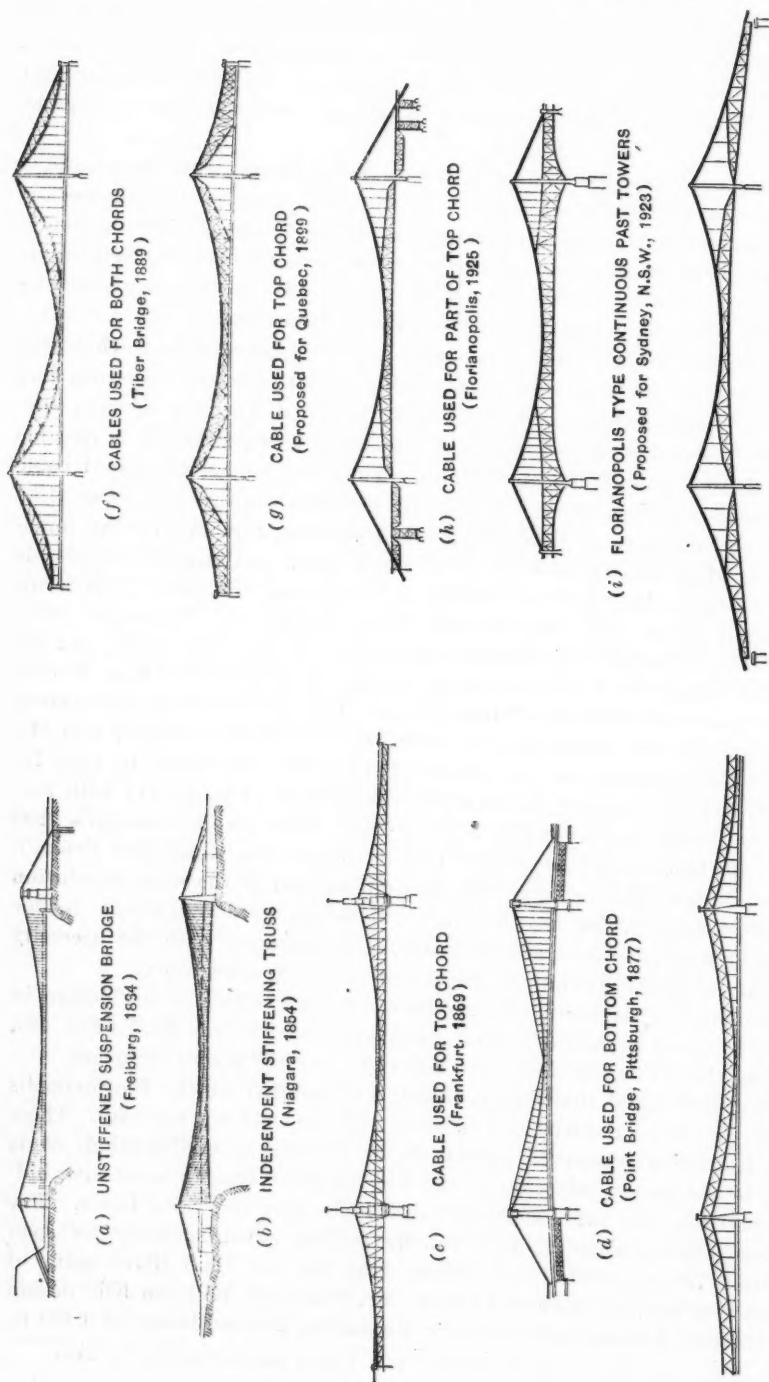 (a) UNSTIFFENED SUSPENSION BRIDGE
(Freiburg, 1834)
(b) INDEPENDENT STIFFENING TRUSS
(Niagara, 1854)
(c) CABLE USED FOR TOP CHORD
(Frankfurt. 1869)
(d) CABLE USED FOR BOTTOM CHORD
(Point Bridge, Pittsburgh, 1877)
(f) CABLES USED FOR BOTH CHORDS
(Tiber Bridge, 1889)
(g) CABLE USED FOR TOP CHORD
(Proposed for Quebec, 1899)
(h) CABLE USED FOR PART OF TOP CHORD
(Florianopolis, 1925)
(i) FLORIANOPOLIS TYPE CONTINUOUS PAST TOWERS
(Proposed for Sydney, N.S.W., 1923)